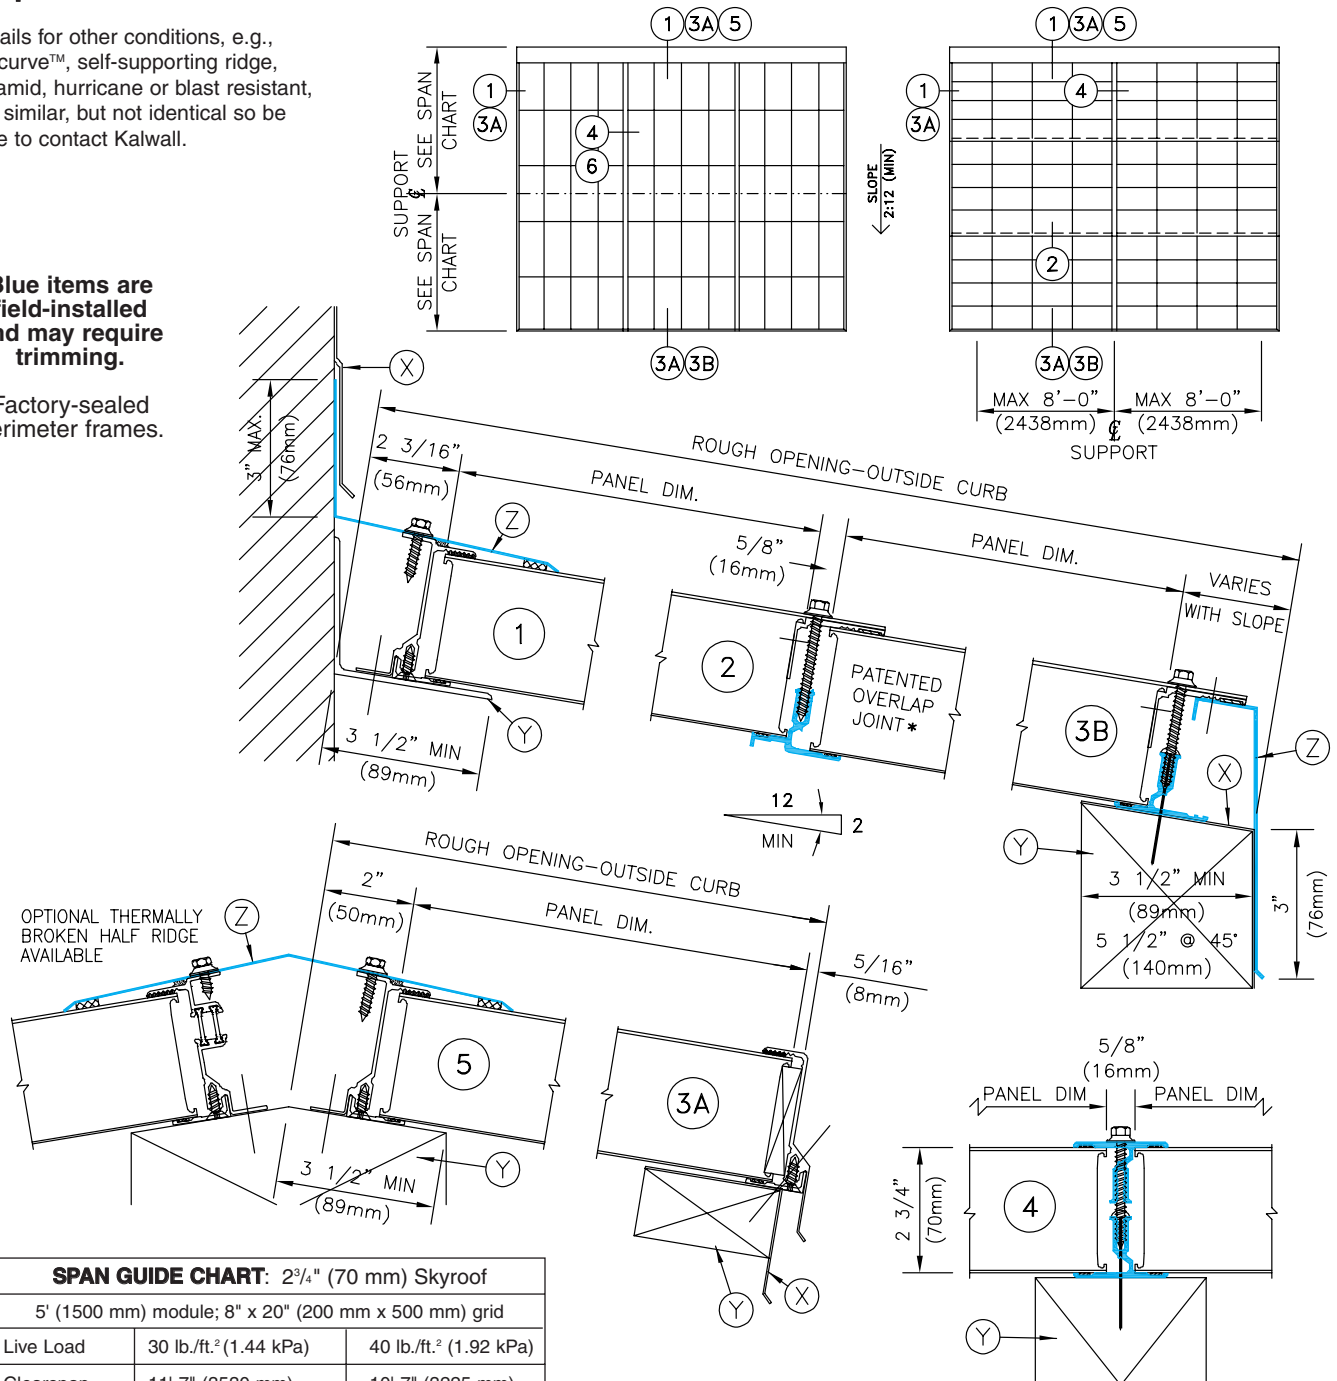 ails for other conditions, e.g.,
curve™, self-supporting ridge,
amid, hurricane or blast resistant,
similar, but not identical so be
e to contact Kalwall.
Blue items are
field-installed
nd may require
trimming.
Factory-sealed
erimeter frames.
1 3A 5
1
3A
4
6
3A 3B
SUPPORT
℄
SEE SPAN
CHART
SEE SPAN
CHART
SLOPE
2:12 (MIN)
1 3A 5
1
3A
4
2
3A 3B
MAX 8'-0" MAX 8'-0"
(2438mm) ℄ (2438mm)
SUPPORT
X
3" MAX.
(76mm)
2 3/16"
(56mm)
ROUGH OPENING-OUTSIDE CURB
PANEL DIM.
Z
5/8"
(16mm)
PANEL DIM.
VARIES
WITH SLOPE
1
Y
3 1/2" MIN
(89mm)
2
PATENTED
OVERLAP
JOINT*
12
2
MIN
3B
Z
X
Y
3 1/2" MIN
(89mm)
5 1/2" @ 45°
(140mm)
3"
(76mm)
OPTIONAL THERMALLY
BROKEN HALF RIDGE
AVAILABLE
Z
ROUGH OPENING-OUTSIDE CURB
2"
(50mm)
PANEL DIM.
5/16"
(8mm)
5
Y
3 1/2" MIN
(89mm)
3A
Y
X
5/8"
(16mm)
PANEL DIM PANEL DIM
2 3/4"
(70mm)
4
Y
SPAN GUIDE CHART: 2³/₄" (70 mm) Skyroof
5' (1500 mm) module; 8" x 20" (200 mm x 500 mm) grid
Live Load 30 lb./ft.² (1.44 kPa) 40 lb./ft.² (1.92 kPa)